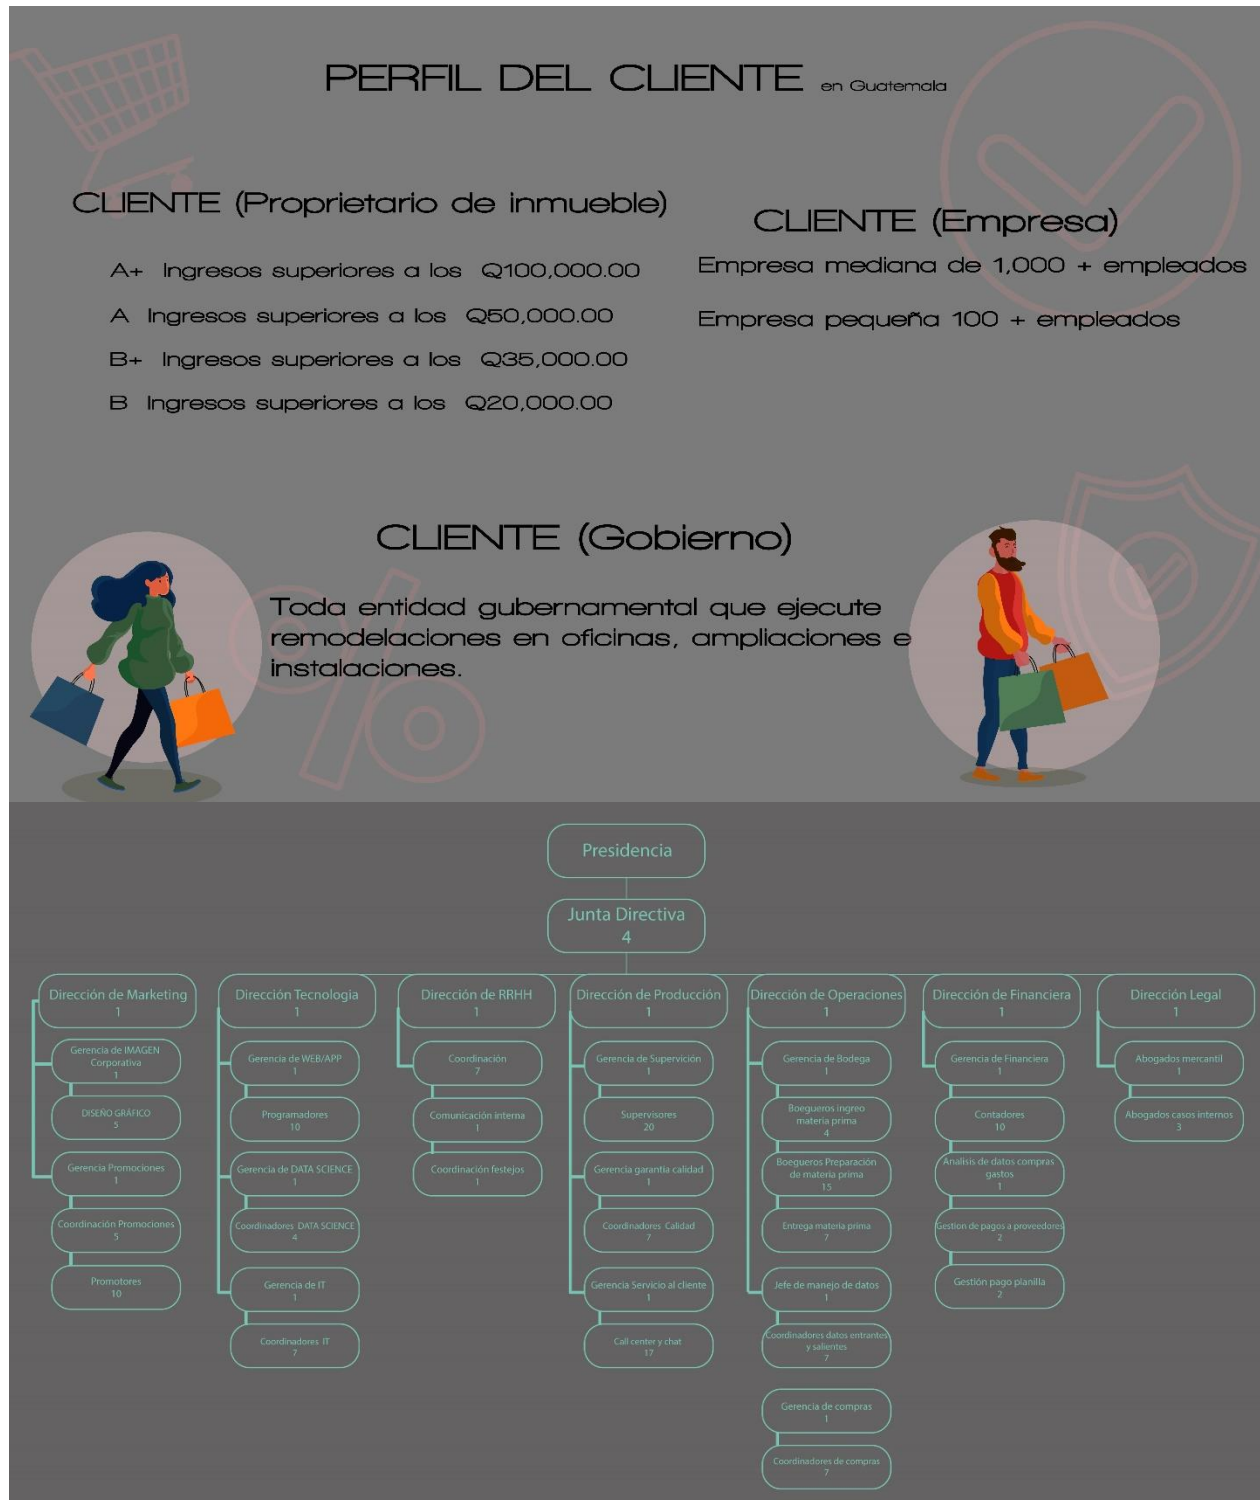 PERFIL DEL CLIENTE en Guatemala
CLIENTE (Proprietario de inmueble)
A+ Ingresos superiores a los Q100,000.00
A Ingresos superiores a los Q50,000.00
B+ Ingresos superiores a los Q35,000.00
B Ingresos superiores a los Q20,000.00
CLIENTE (Empresa)
Empresa mediana de 1,000 + empleados
Empresa pequeña 100 + empleados
CLIENTE (Gobierno)
Toda entidad gubernamental que ejecute
remodelaciones en oficinas, ampliaciones e
instalaciones.
Presidencia
Junta Directiva
4
Dirección de Marketing
1
Gerencia de IMAGEN
Corporativa
1
DISEÑO GRÁFICO
5
Gerencia Promociones
1
Coordinación Promociones
5
Promotores
10
Dirección Tecnologia
1
Gerencia de WEB/APP
1
Programadores
10
Gerencia de DATA SCIENCE
1
Coordinadores DATA SCIENCE
4
Gerencia de IT
1
Coordinadores IT
7
Dirección de RRHH
1
Coordinación
7
Comunicación interna
1
Coordinación festejos
1
Dirección de Producción
1
Gerencia de Supervición
1
Supervisores
20
Gerencia garantía calidad
1
Coordinadores Calidad
7
Gerencia Servicio al cliente
1
Call center y chat
17
Dirección de Operaciones
1
Gerencia de Bodega
1
Boegueros ingreo
materia prima
4
Boegueros Preparación
de materia prima
15
Entrega materia prima
7
Jefe de manejo de datos
1
Coordinadores datos entrantes
y salientes
7
Gerencia de compras
1
Coordinadores de compras
7
Dirección de Financiera
1
Gerencia de Financiera
1
Contadores
10
Analisis de datos compras
gastos
1
Gestion de pagos a proveedores
2
Gestión pago planilla
2
Dirección Legal
1
Abogados mercantil
1
Abogados casos internos
3